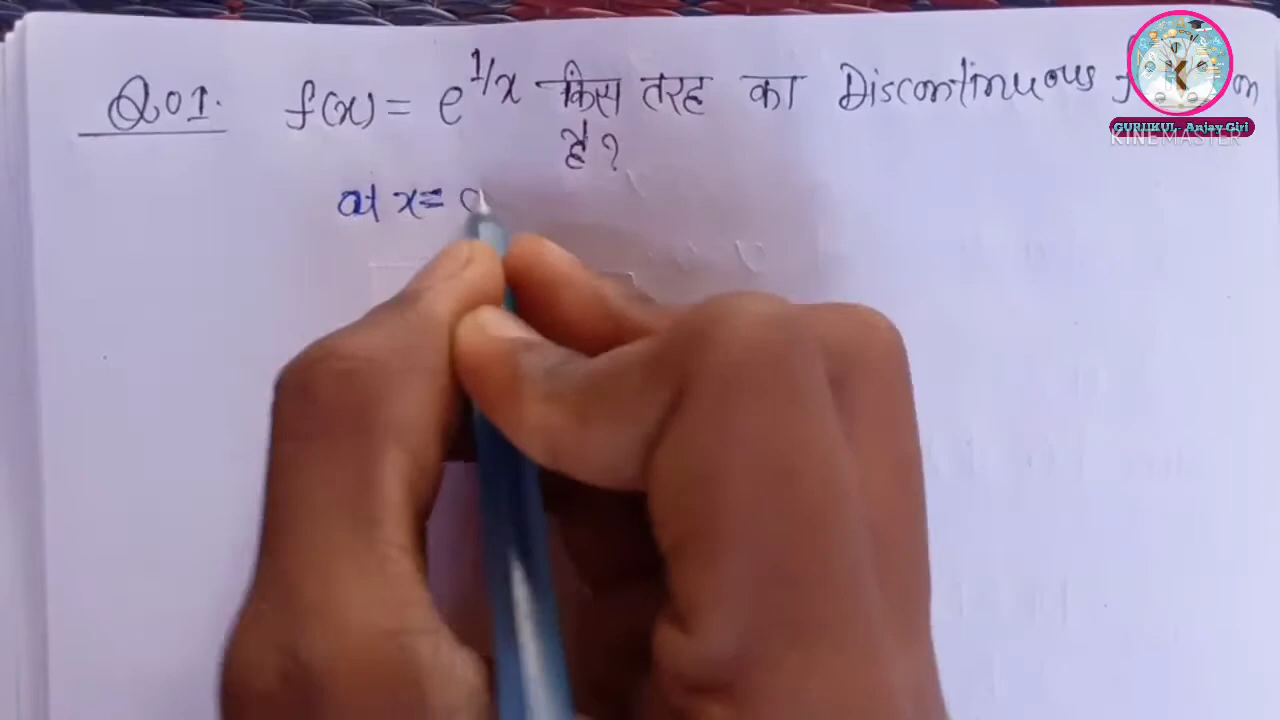 Q01. f(x) = e^1/x किस तरह का Discontinuous
है ?
at x =
GURUKUL - Anjay Giri
KINEMASTER